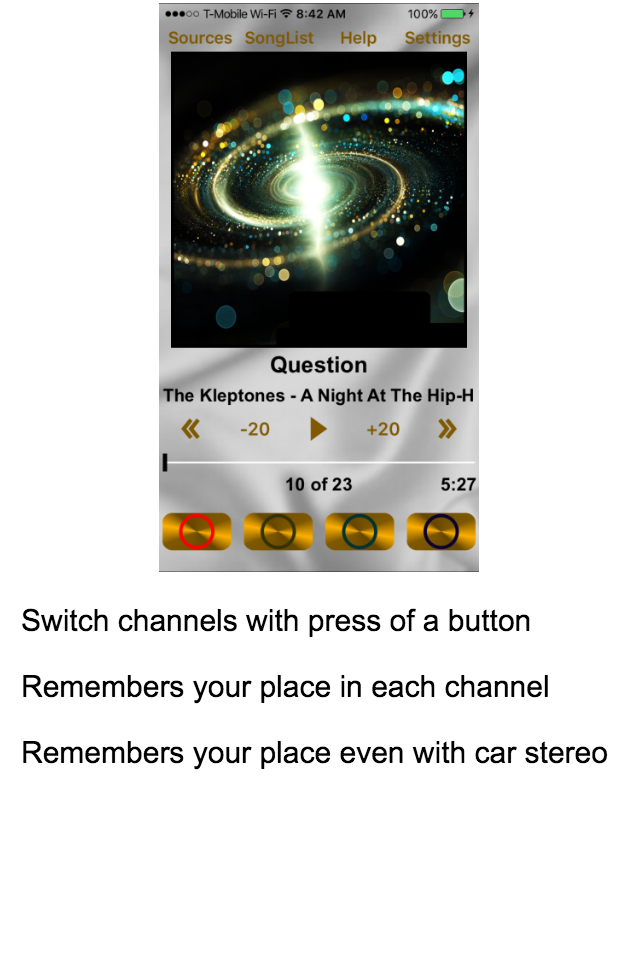 T-Mobile Wi-Fi 8:42 AM 100%
Sources SongList Help Settings
Question
The Kleptones - A Night At The Hip-H
-20 +20
10 of 23 5:27
Switch channels with press of a button
Remembers your place in each channel
Remembers your place even with car stereo